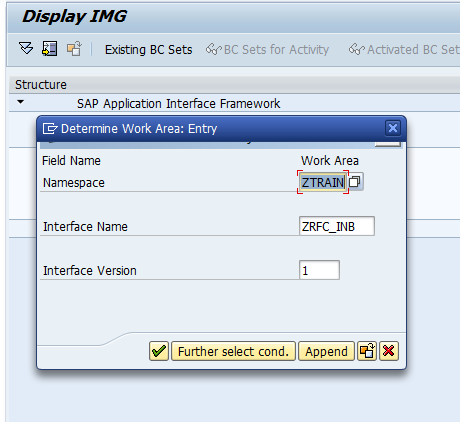 Display IMG
Existing BC Sets BC Sets for Activity Activated BC Set
Structure
SAP Application Interface Framework
Determine Work Area: Entry
Field Name Work Area
Namespace ZTRAIN
Interface Name ZRFC_INB
Interface Version 1
Further select cond. Append